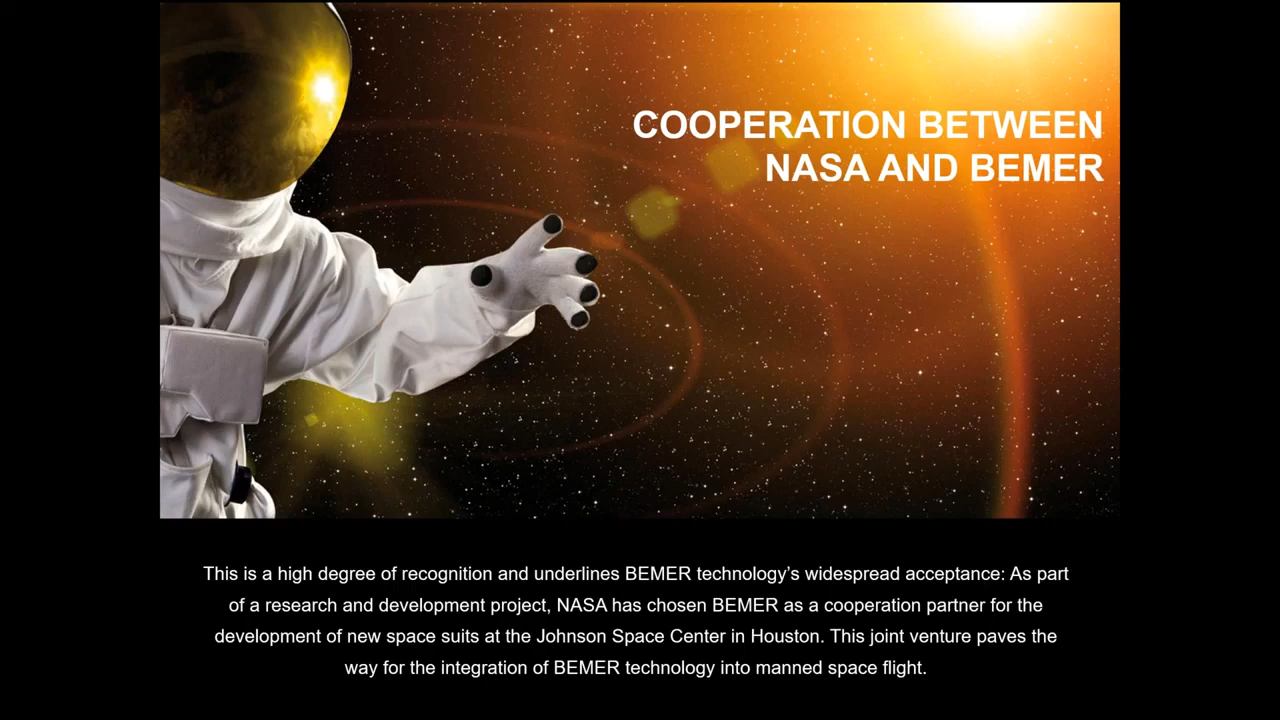 COOPERATION BETWEEN
NASA AND BEMER
This is a high degree of recognition and underlines BEMER technology’s widespread acceptance: As part
of a research and development project, NASA has chosen BEMER as a cooperation partner for the
development of new space suits at the Johnson Space Center in Houston. This joint venture paves the
way for the integration of BEMER technology into manned space flight.